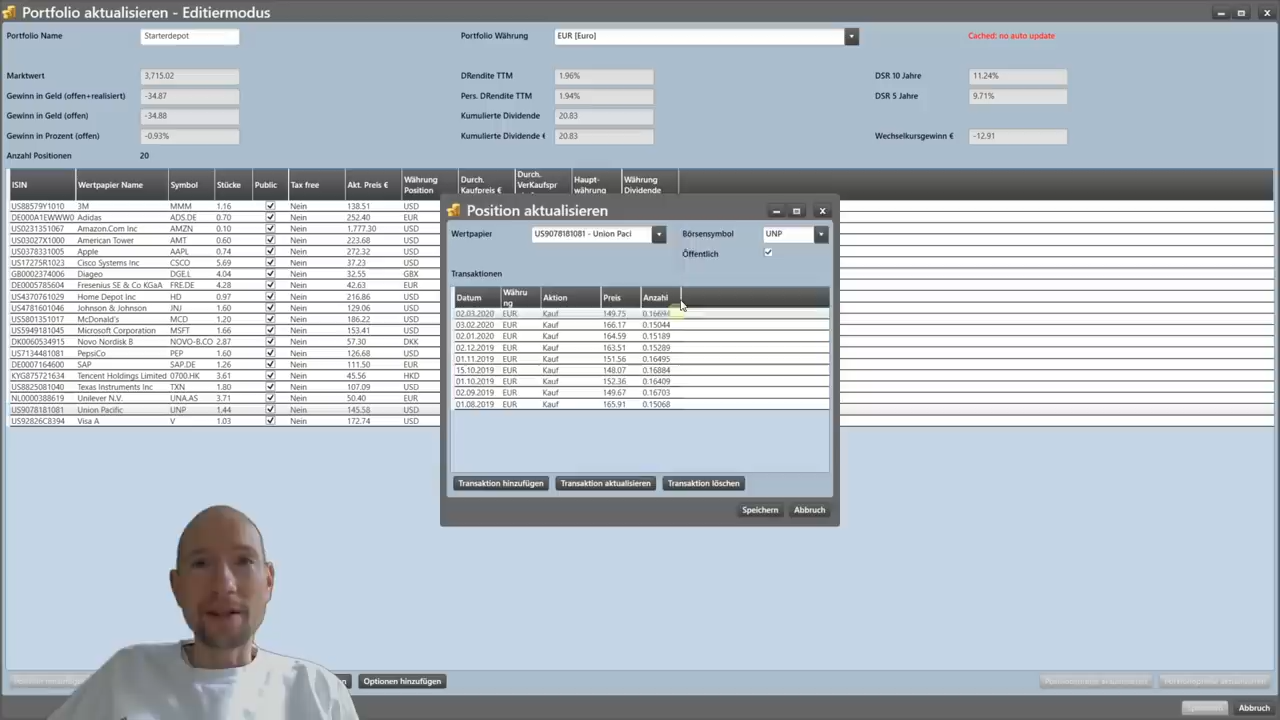 Portfolio aktualisieren - Editiermodus
Portfolio Name Starterdepot Portfolio Währung EUR [Euro] Cached: no auto update
Marktwert 3,715.02 DRendite TTM 1.96% DSR 10 Jahre 11.24%
Gewinn in Geld (offen+realisiert) -34.87 Pers. DRendite TTM 1.94% DSR 5 Jahre 9.71%
Gewinn in Geld (offen) -34.88 Kumulierte Dividende 20.83
Gewinn in Prozent (offen) -0.93% Kumulierte Dividende € 20.83 Wechselkursgewinn € -12.91
Anzahl Positionen 20
ISIN Wertpapier Name Symbol Stücke Public Tax free Akt. Preis € Währung Position Durch. Kaufpreis € Durch. VerKaufspr Haupt-währung Währung Dividende
US88579Y1010 3M MMM 1.16 Nein 138.51 USD
DE000A1EWWW0 Adidas ADS.DE 0.70 Nein 252.40 EUR
US0231351067 Amazon.Com Inc AMZN 0.10 Nein 1,777.30 USD
US03027X1000 American Tower AMT 0.60 Nein 223.68 USD
US0378331005 Apple AAPL 0.74 Nein 272.32 USD
US17275R1023 Cisco Systems Inc CSCO 5.69 Nein 37.23 USD
GB0002374006 Diageo DGE.L 4.04 Nein 32.55 GBX
DE0005785604 Fresenius SE & Co KGaA FRE.DE 4.28 Nein 42.63 EUR
US4370761029 Home Depot Inc HD 0.97 Nein 216.86 USD
US4781601046 Johnson & Johnson JNJ 1.60 Nein 129.06 USD
US5801351017 McDonald's MCD 1.20 Nein 186.22 USD
US5949181045 Microsoft Corporation MSFT 1.66 Nein 153.41 USD
DK0060534915 Novo Nordisk B NOVO-B.CO 2.87 Nein 57.30 DKK
US7134481081 PepsiCo PEP 1.60 Nein 126.68 USD
DE0007164600 SAP SAP.DE 1.26 Nein 111.50 EUR
KYG875721634 Tencent Holdings Limited 0700.HK 3.61 Nein 45.56 HKD
US8825081040 Texas Instruments Inc TXN 1.80 Nein 107.09 USD
NL0000388619 Unilever N.V. UNA.AS 3.71 Nein 50.40 EUR
US9078181081 Union Pacific UNP 1.44 Nein 145.58 USD
US92826C8394 Visa A V 1.03 Nein 172.74 USD
Position aktualisieren
Wertpapier US9078181081 - Union Paci Börsensymbol UNP
Öffentlich
Transaktionen
Datum Währung Aktion Preis Anzahl
02.03.2020 EUR Kauf 149.75 0.16694
03.02.2020 EUR Kauf 166.17 0.15044
02.01.2020 EUR Kauf 164.59 0.15189
02.12.2019 EUR Kauf 163.51 0.15289
01.11.2019 EUR Kauf 151.56 0.16495
15.10.2019 EUR Kauf 148.07 0.16884
01.10.2019 EUR Kauf 152.36 0.16409
02.09.2019 EUR Kauf 149.67 0.16703
01.08.2019 EUR Kauf 165.91 0.15068
Transaktion hinzufügen Transaktion aktualisieren Transaktion löschen
Speichern Abbruch
Optionen hinzufügen
Speichern Abbruch